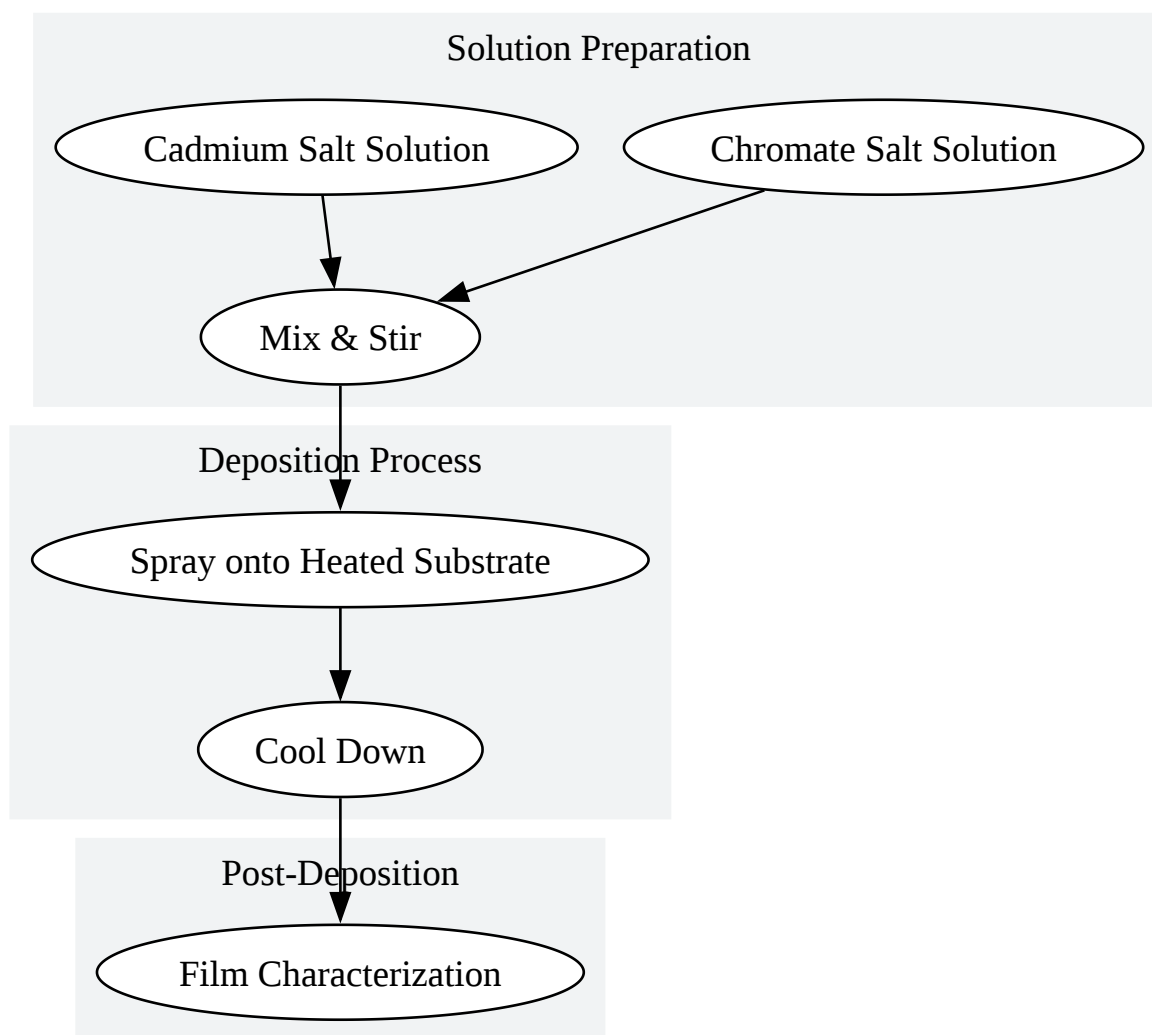 Solution Preparation
Cadmium Salt Solution
Chromate Salt Solution
Mix & Stir
Deposition Process
Spray onto Heated Substrate
Cool Down
Post-Deposition
Film Characterization